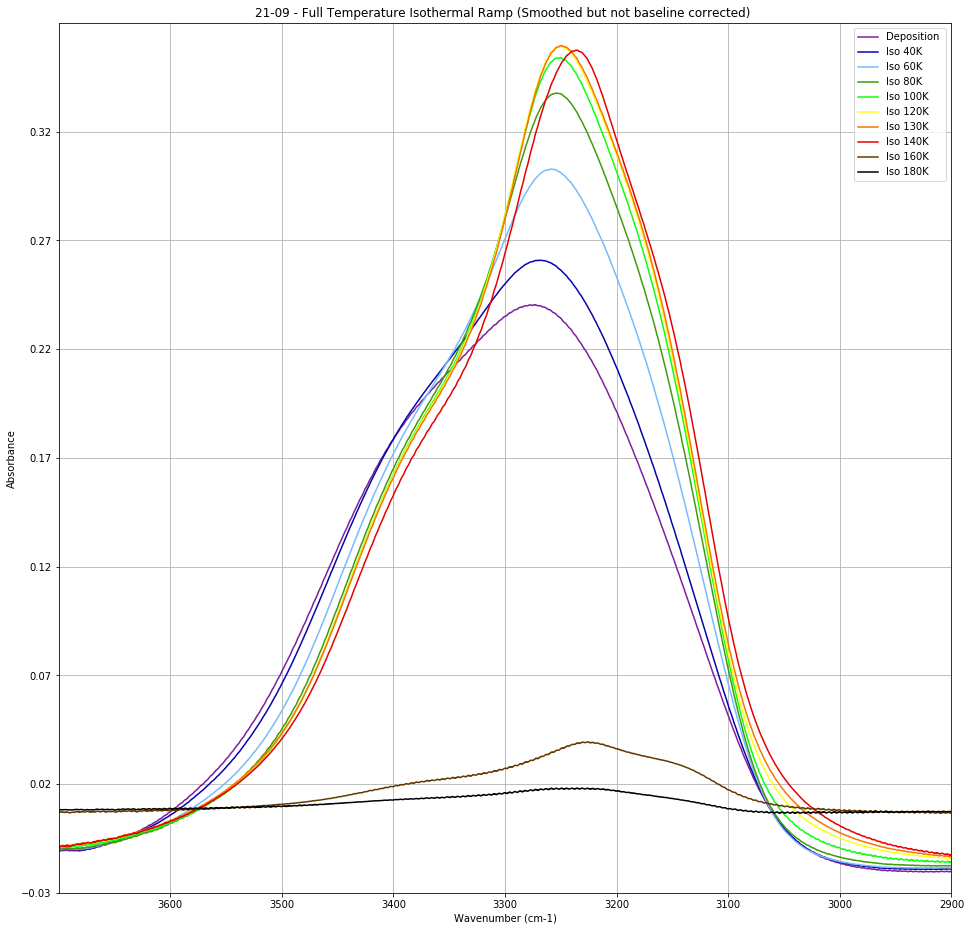 21-09 - Full Temperature Isothermal Ramp (Smoothed but not baseline corrected)
Deposition
Iso 40K
Iso 60K
Iso 80K
Iso 100K
Iso 120K
Iso 130K
Iso 140K
Iso 160K
Iso 180K
0.32
0.27
0.22
0.17
0.12
0.07
0.02
−0.03
Absorbance
3600 3500 3400 3300 3200 3100 3000 2900
Wavenumber (cm-1)